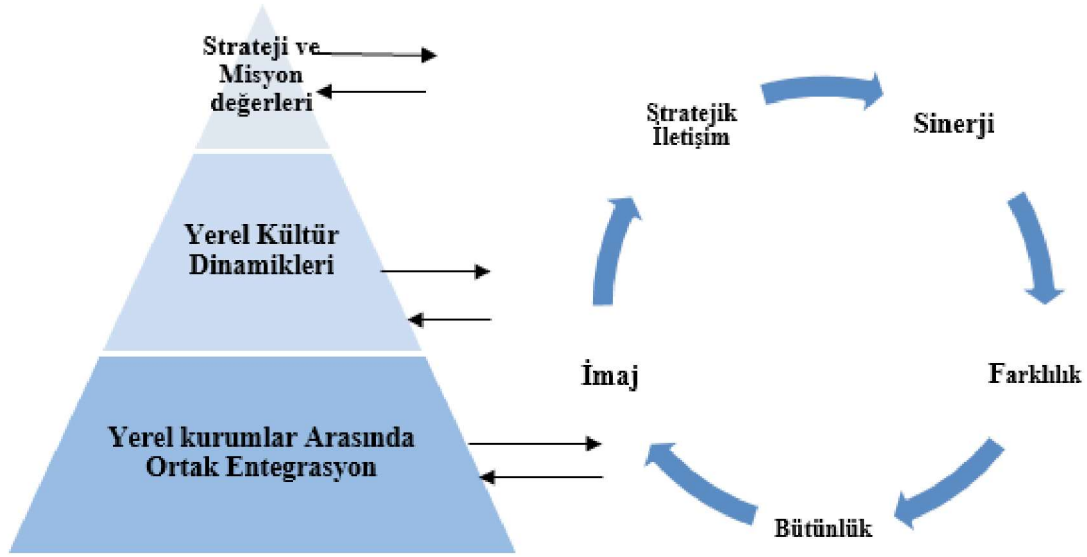 Strateji ve
Misyon
değerleri
Yerel Kültür
Dinamikleri
Yerel kurumlar Arasında
Ortak Entegrasyon
Stratejik
İletişim
Sinerji
Farklılık
Bütünlük
İmaj